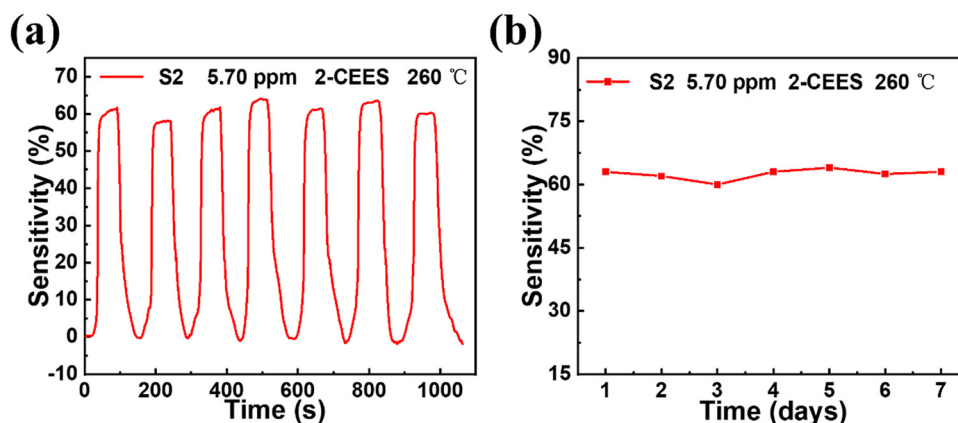 (a)
S2 5.70 ppm 2-CEES 260 ℃
Sensitivity (%)
70
60
50
40
30
20
10
0
-10
0 200 400 600 800 1000
Time (s)
(b)
S2 5.70 ppm 2-CEES 260 ℃
Sensitivity (%)
90
75
60
45
30
15
1 2 3 4 5 6 7
Time (days)